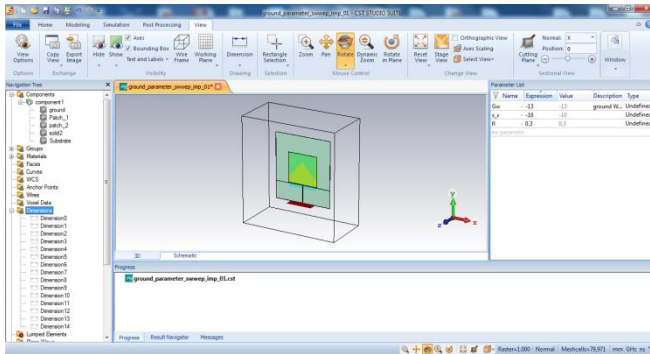 ground_parameter_swwep_imp_01 - CST STUDIO SUITE
File Home Modeling Simulation Post Processing View
Axes
Bounding Box
Text and Labels
View Options
Copy View
Export Image
Hide
Show
Wire Frame
Working Plane
Dimension
Rectangle Selection
Zoom
Pan
Rotate
Dynamic Zoom
Rotate in Plane
Reset View
Stage View
Orthographic View
Axes Scaling
Select View
Cutting Plane
Normal: X
Position: 0
Window
Options Exchange Visibility Drawing Selection Mouse Control Change View Sectional View
Navigation Tree
Components
component1
ground
Patch_1
patch_2
solid2
Substrate
Groups
Materials
Faces
Curves
WCS
Anchor Points
Wires
Voxel Data
Dimensions
Dimension0
Dimension1
Dimension2
Dimension3
Dimension4
Dimension5
Dimension6
Dimension7
Dimension8
Dimension9
Dimension10
Dimension11
Dimension12
Dimension13
Dimension14
Lumped Elements
ground_parameter_swwep_imp_01*
y
z
x
3D Schematic
Parameter List
Name Expression Value Description Type
Gw = -13 -13 ground W... Undefined
s_s = -10 -10 Undefined
R = 0.3 0.3 Undefined
new parameter
Progress
ground_parameter_swwep_imp_01.cst
Progress Result Navigator Messages
Raster=1.000 Normal Meshcells=79,971 mm GHz ns